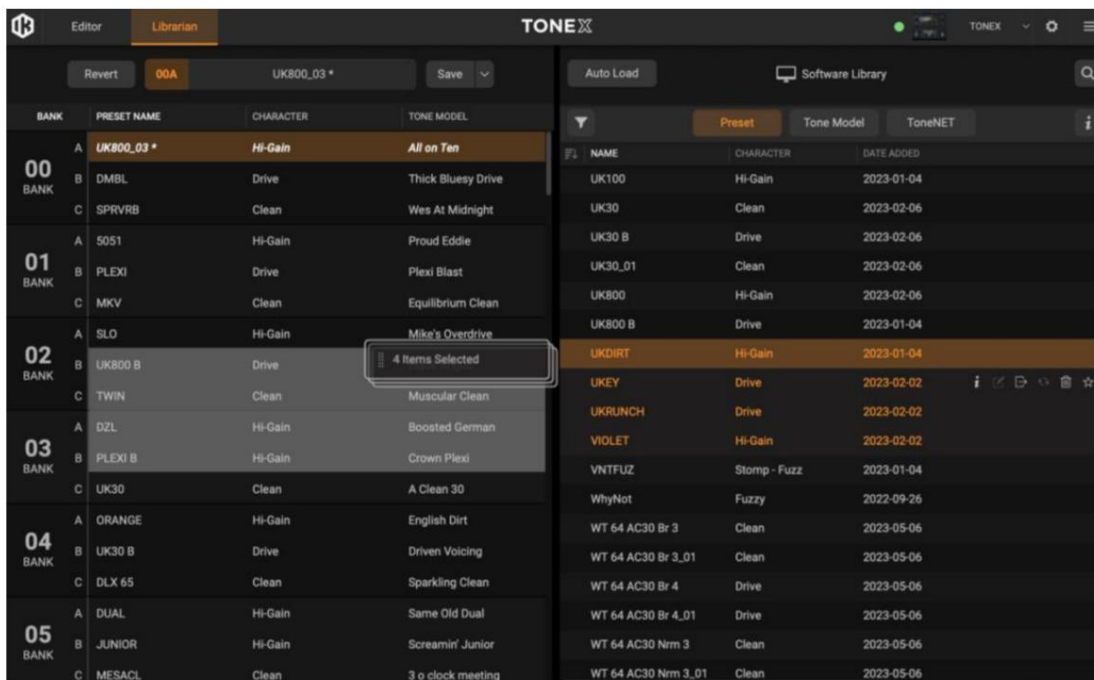 Editor Librarian TONEX TONEX
Revert 00A UK800_03 * Save
BANK PRESET NAME CHARACTER TONE MODEL
00 BANK
A UK800_03 * Hi-Gain All on Ten
B DMBL Drive Thick Bluesy Drive
C SPRVRB Clean Wes At Midnight
01 BANK
A 5051 Hi-Gain Proud Eddie
B PLEXI Drive Plexi Blast
C MKV Clean Equilibrium Clean
02 BANK
A SLO Hi-Gain Mike's Overdrive
B UK800 B Drive
4 Items Selected
C TWIN Clean Muscular Clean
03 BANK
A DZL Hi-Gain Boosted German
B PLEXI B Hi-Gain Crown Plexi
C UK30 Clean A Clean 30
04 BANK
A ORANGE Hi-Gain English Dirt
B UK30 B Drive Driven Voicing
C DLX 65 Clean Sparkling Clean
05 BANK
A DUAL Hi-Gain Same Old Dual
B JUNIOR Hi-Gain Screamin' Junior
C MESACL Clean 3 o clock meeting
Auto Load Software Library
Preset Tone Model ToneNET i
NAME CHARACTER DATE ADDED
UK100 Hi-Gain 2023-01-04
UK30 Clean 2023-02-06
UK30 B Drive 2023-02-06
UK30_01 Clean 2023-02-06
UK800 Hi-Gain 2023-02-06
UK800 B Drive 2023-01-04
UKDIRT Hi-Gain 2023-01-04
UKEY Drive 2023-02-02 i
UKRUNCH Drive 2023-02-02
VIOLET Hi-Gain 2023-02-02
VNTFUZ Stomp - Fuzz 2023-01-04
WhyNot Fuzzy 2022-09-26
WT 64 AC30 Br 3 Clean 2023-05-06
WT 64 AC30 Br 3_01 Clean 2023-05-06
WT 64 AC30 Br 4 Drive 2023-05-06
WT 64 AC30 Br 4_01 Drive 2023-05-06
WT 64 AC30 Nrm 3 Clean 2023-05-06
WT 64 AC30 Nrm 3_01 Clean 2023-05-06